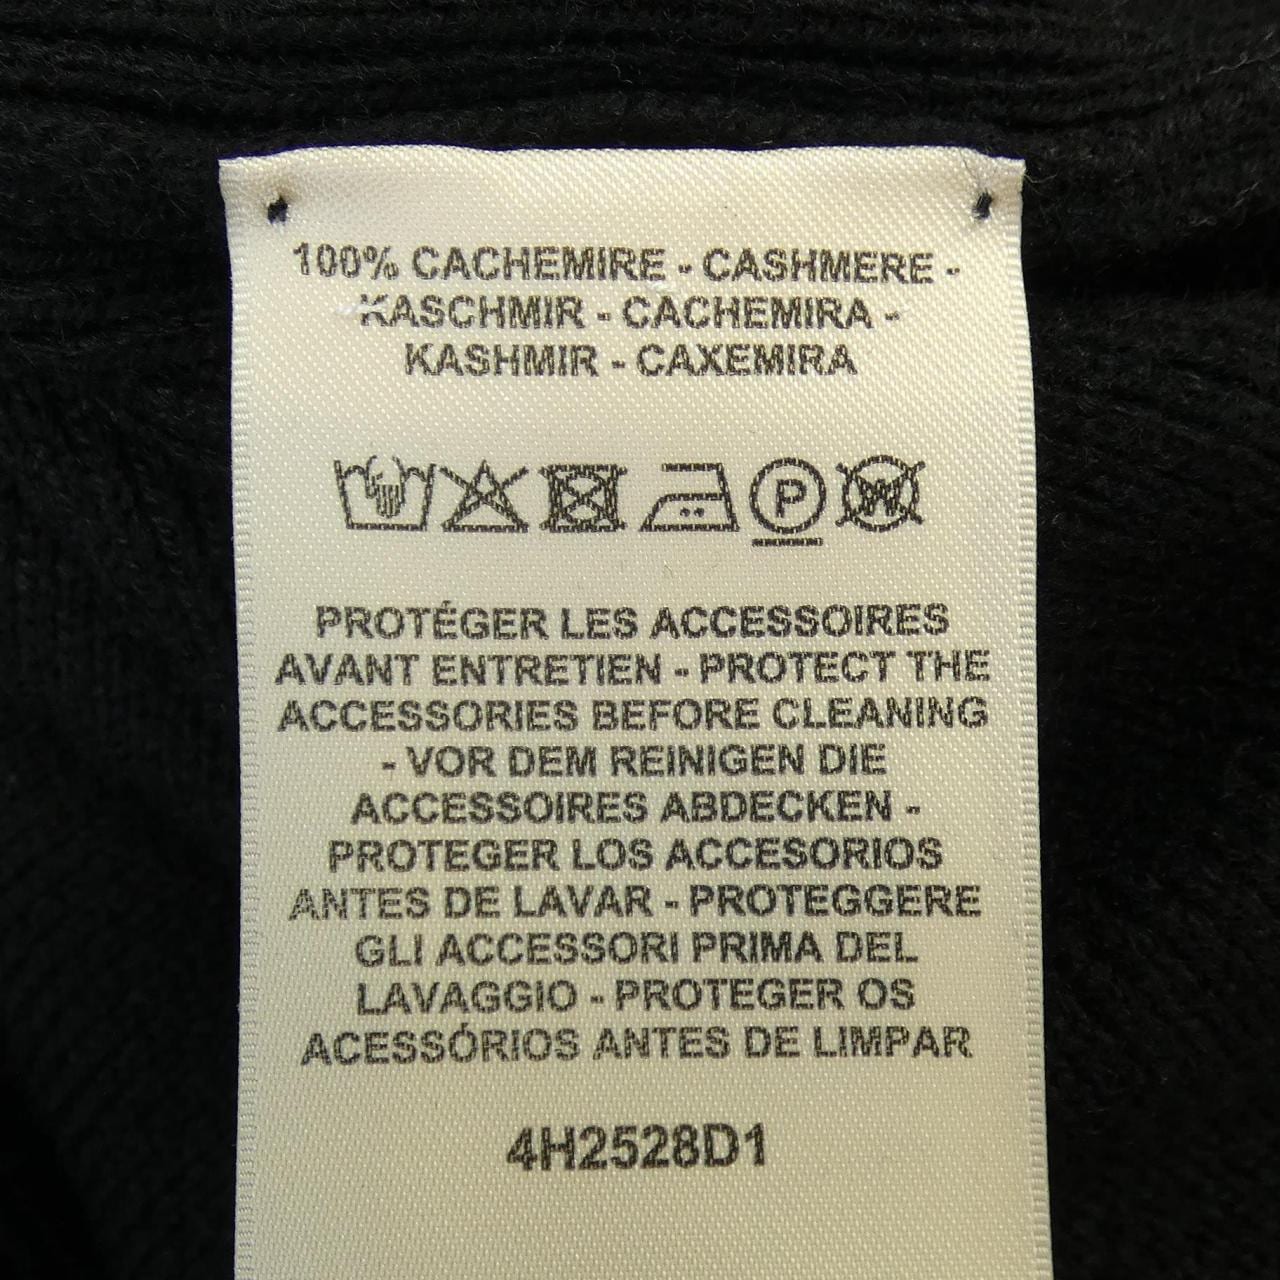 100% CACHEMIRE - CASHMERE -
KASCHMIR - CACHEMIRA -
KASHMIR - CAXEMIRA
P W
PROTÉGER LES ACCESSOIRES
AVANT ENTRETIEN - PROTECT THE
ACCESSORIES BEFORE CLEANING
- VOR DEM REINIGEN DIE
ACCESSOIRES ABDECKEN -
PROTEGER LOS ACCESORIOS
ANTES DE LAVAR - PROTEGGERE
GLI ACCESSORI PRIMA DEL
LAVAGGIO - PROTEGER OS
ACESSÓRIOS ANTES DE LIMPAR
4H2528D1